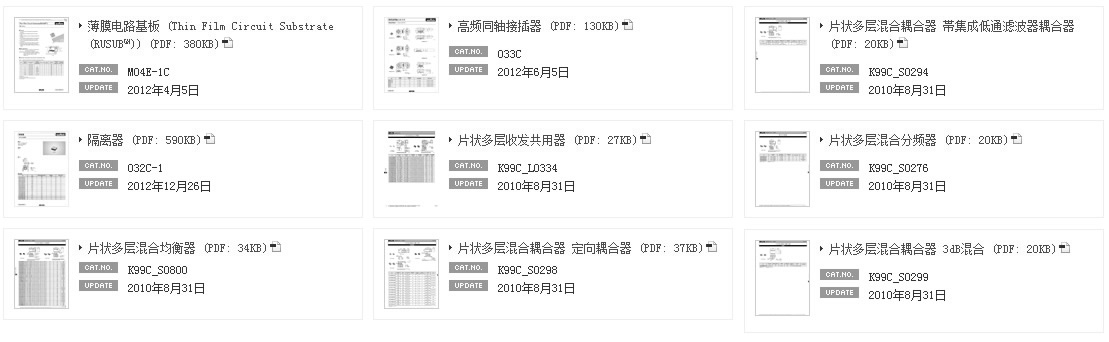 薄膜电路基板 (Thin Film Circuit Substrate
(RUSUB™)) (PDF: 380KB)
CAT.NO. M04E-1C
UPDATE 2012年4月5日
高频同轴接插器 (PDF: 130KB)
CAT.NO. O33C
UPDATE 2012年6月5日
片状多层混合耦合器 带集成低通滤波器耦合器
(PDF: 20KB)
CAT.NO. K99C_S0294
UPDATE 2010年8月31日
隔离器 (PDF: 590KB)
CAT.NO. O32C-1
UPDATE 2012年12月26日
片状多层收发共用器 (PDF: 27KB)
CAT.NO. K99C_L0334
UPDATE 2010年8月31日
片状多层混合分频器 (PDF: 20KB)
CAT.NO. K99C_S0276
UPDATE 2010年8月31日
片状多层混合均衡器 (PDF: 34KB)
CAT.NO. K99C_S0800
UPDATE 2010年8月31日
片状多层混合耦合器 定向耦合器 (PDF: 37KB)
CAT.NO. K99C_S0298
UPDATE 2010年8月31日
片状多层混合耦合器 3dB混合 (PDF: 20KB)
CAT.NO. K99C_S0299
UPDATE 2010年8月31日